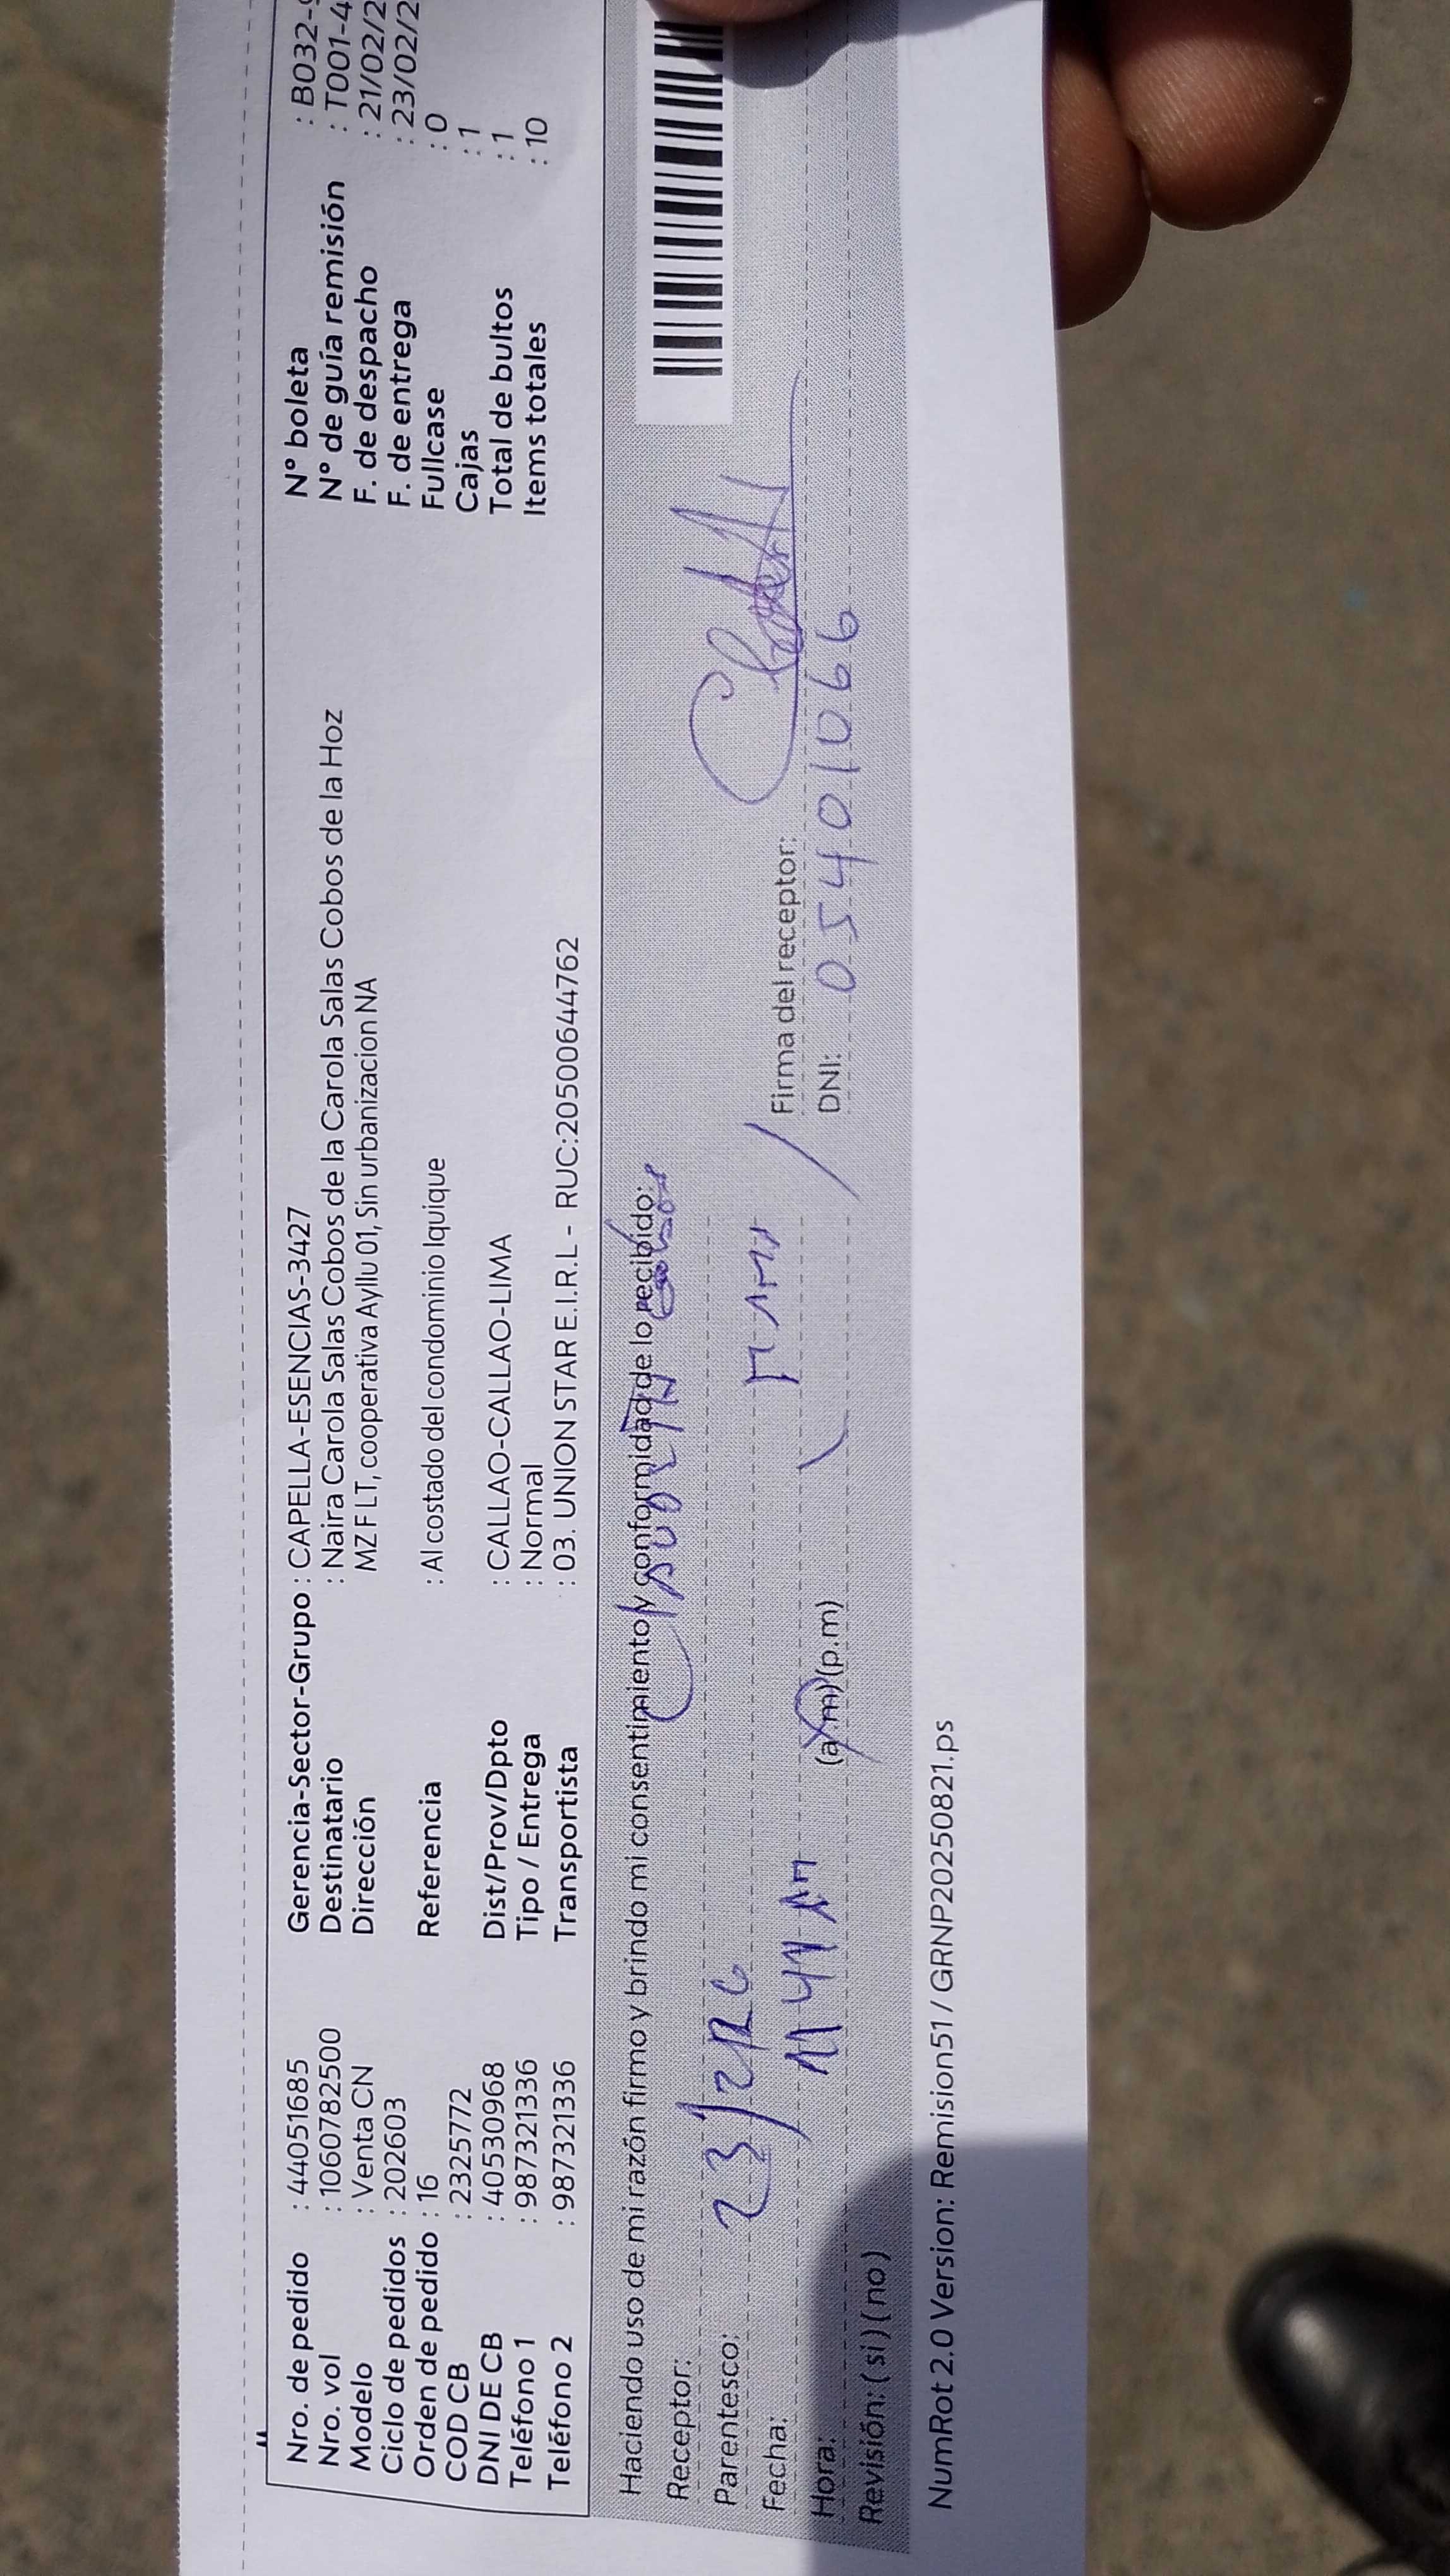 Nro. de pedido : 44051685 Gerencia-Sector-Grupo : CAPELLA-ESENCIAS-3427 N° boleta : B032-
Nro. vol : 1060782500 Destinatario : Naira Carola Salas Cobos de la Carola Salas Cobos de la Hoz N° de guía remisión : T001-4
Modelo : Venta CN Dirección MZ F LT, cooperativa Ayllu 01, Sin urbanizacion NA F. de despacho : 21/02/2
Ciclo de pedidos : 202603 F. de entrega : 23/02/2
Orden de pedido : 16 Referencia : Al costado del condominio Iquique Fullcase : 0
COD CB : 2325772 Cajas : 1
DNI DE CB : 40530968 Dist/Prov/Dpto : CALLAO-CALLAO-LIMA Total de bultos : 1
Teléfono 1 : 987321336 Tipo / Entrega : Normal Items totales : 10
Teléfono 2 : 987321336 Transportista : 03. UNION STAR E.I.R.L - RUC:20500644762
Haciendo uso de mi razón firmo y brindo mi consentimiento y conformidad de lo recibido:
Receptor:
Parentesco:
Fecha: 23/2/26 Firma del receptor:
Hora: (a.m) (p.m) DNI: 05401066
Revisión: (si) (no)
NumRot 2.0 Version: Remision51 / GRNP20250821.ps